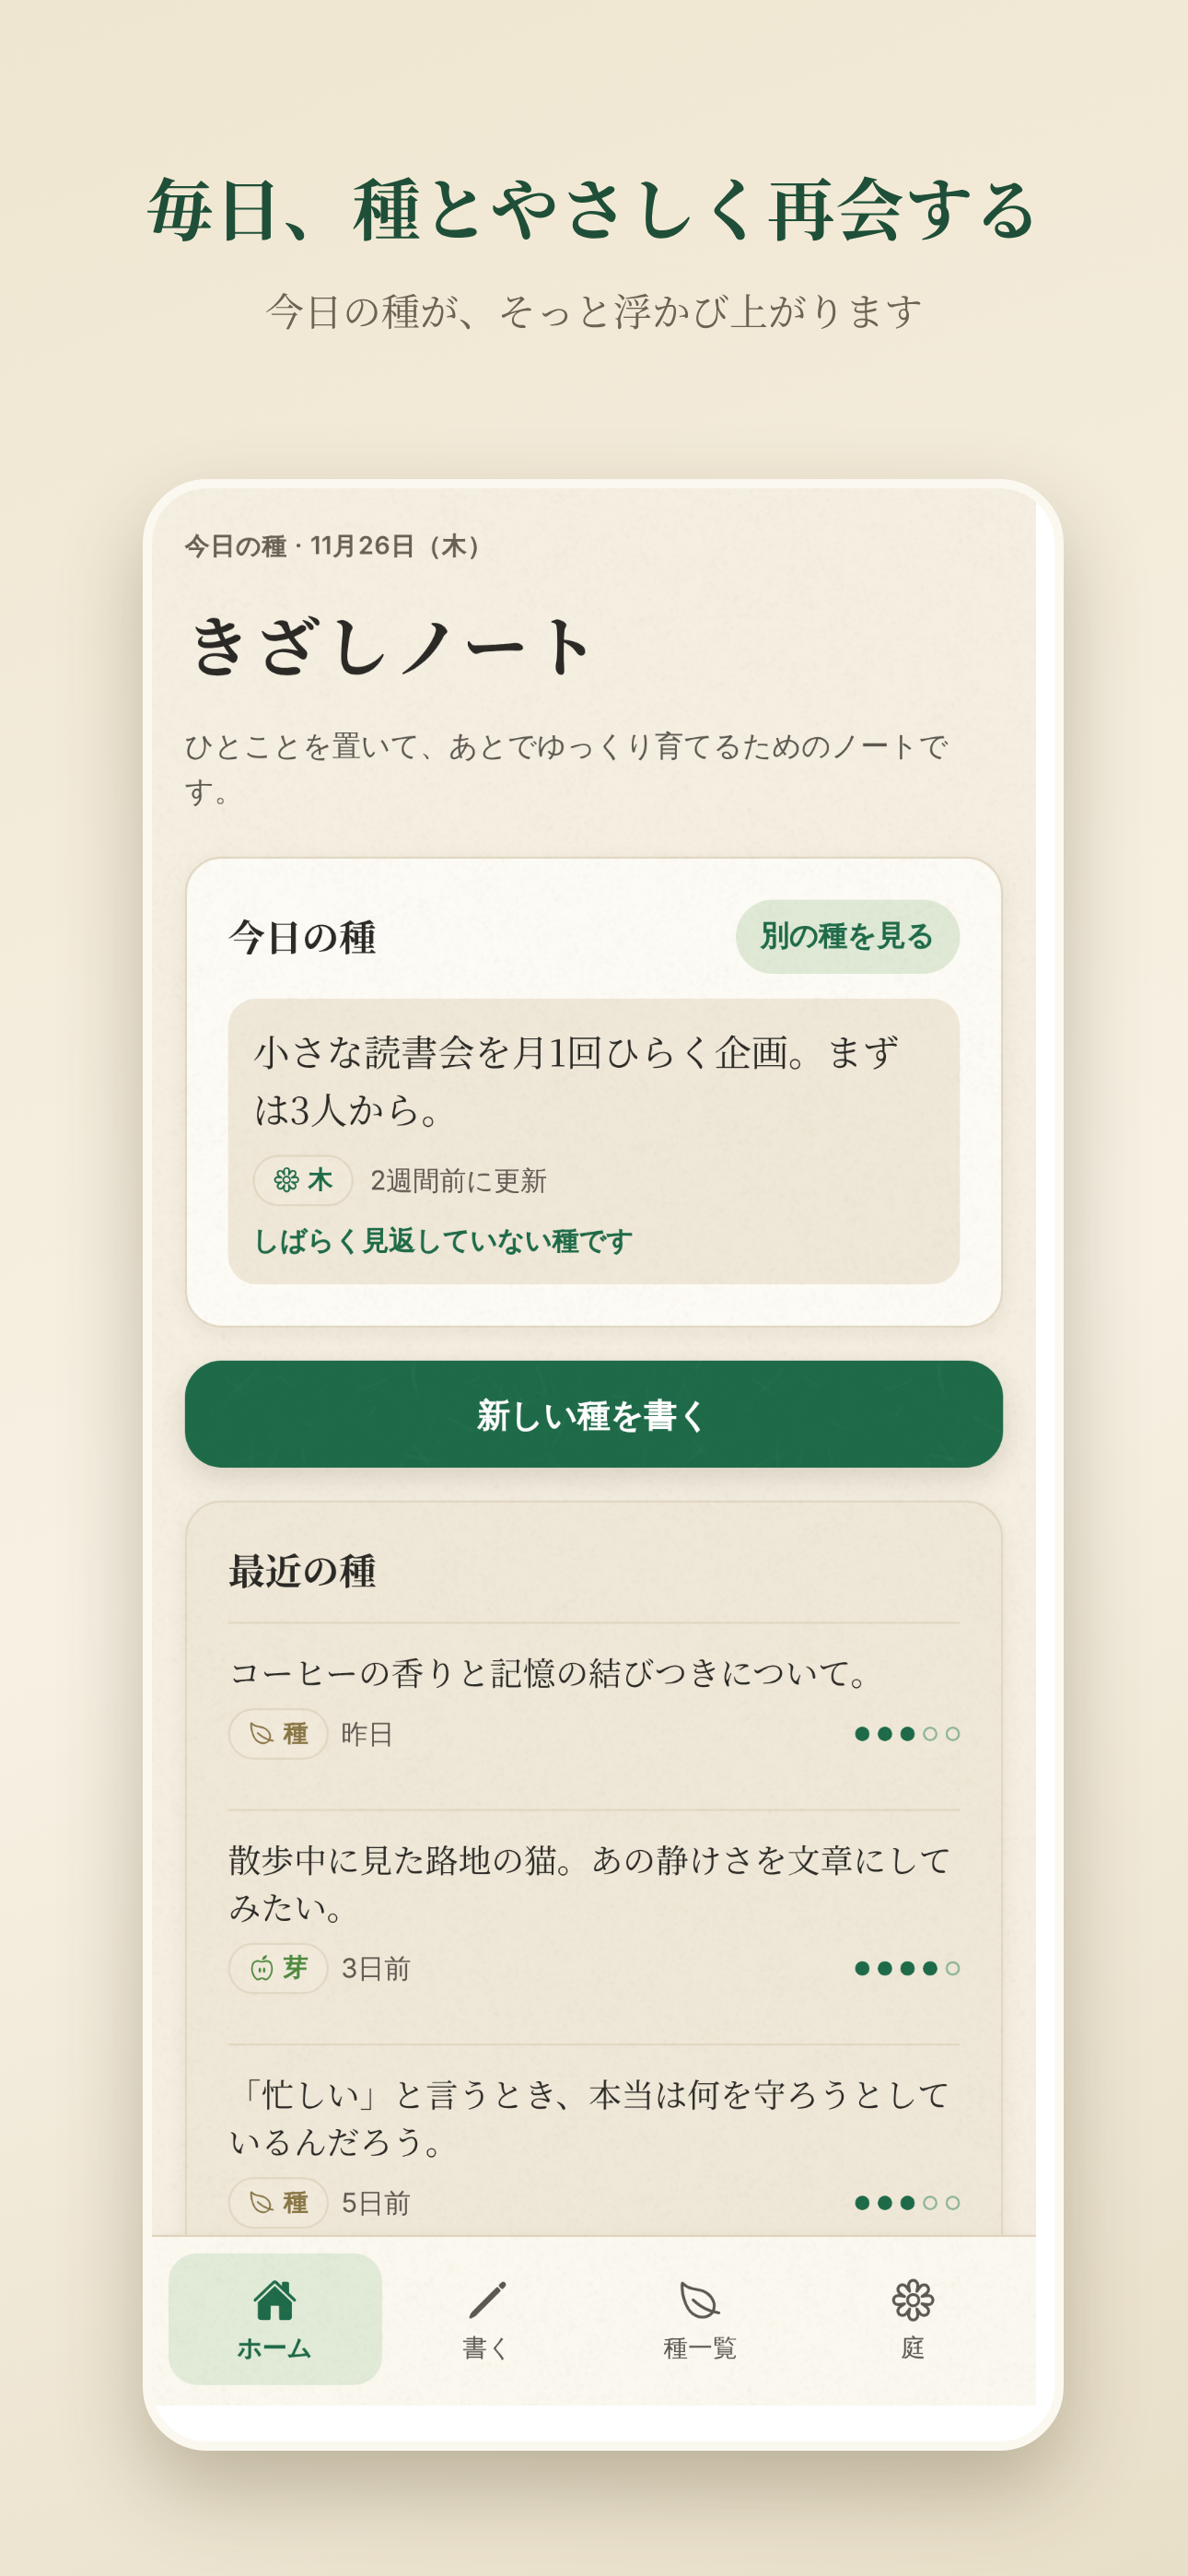 毎日、種とやさしく再会する
今日の種が、そっと浮かび上がります
今日の種 · 11月26日（木）
きざしノート
ひとことを置いて、あとでゆっくり育てるためのノートで
す。
今日の種
別の種を見る
小さな読書会を月1回ひらく企画。まず
は3人から。
木 2週間前に更新
しばらく見返していない種です
新しい種を書く
最近の種
コーヒーの香りと記憶の結びつきについて。
種 昨日
散歩中に見た路地の猫。あの静けさを文章にして
みたい。
芽 3日前
「忙しい」と言うとき、本当は何を守ろうとして
いるんだろう。
種 5日前
ホーム 書く 種一覧 庭